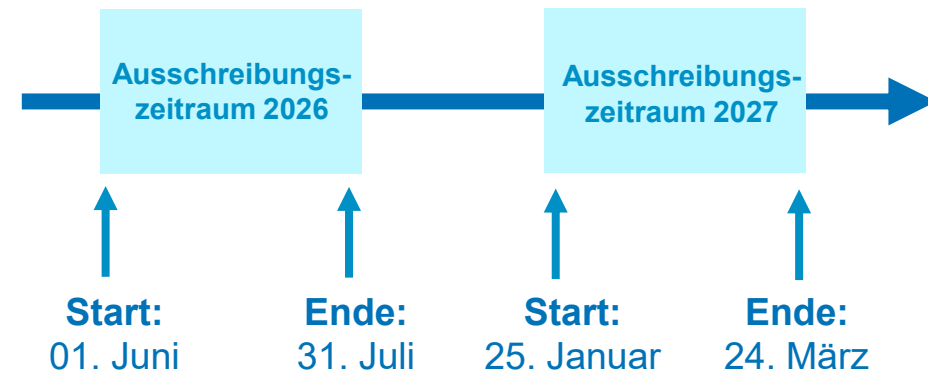 Ausschreibungs-
zeitraum 2026
Ausschreibungs-
zeitraum 2027
Start:
01. Juni
Ende:
31. Juli
Start:
25. Januar
Ende:
24. März